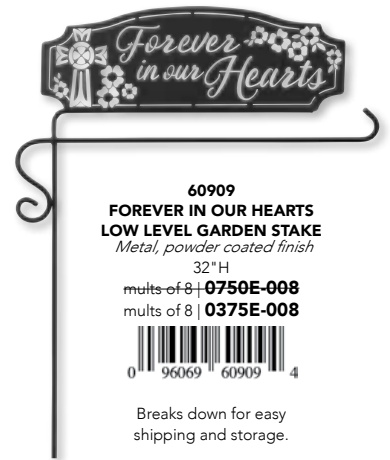 Forever
in our Hearts
60909
FOREVER IN OUR HEARTS
LOW LEVEL GARDEN STAKE
Metal, powder coated finish
32"H
mults of 8 | 0750E-008
mults of 8 | 0375E-008
0 96069 60909 4
Breaks down for easy
shipping and storage.